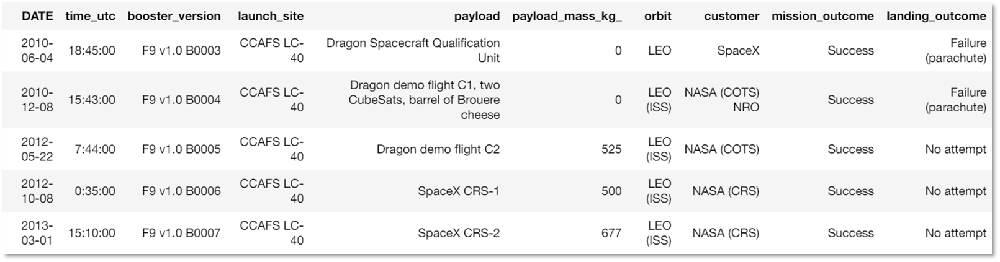 DATE time_utc booster_version launch_site payload payload_mass_kg_ orbit customer mission_outcome landing_outcome
2010-
06-04
18:45:00 F9 v1.0 B0003
CCAFS LC-
40
Dragon Spacecraft Qualification
Unit
0 LEO SpaceX Success
Failure
(parachute)
2010-
12-08
15:43:00 F9 v1.0 B0004
CCAFS LC-
40
Dragon demo flight C1, two
CubeSats, barrel of Brouere
cheese
0
LEO
(ISS)
NASA (COTS)
NRO
Success
Failure
(parachute)
2012-
05-22
7:44:00 F9 v1.0 B0005
CCAFS LC-
40
Dragon demo flight C2 525
LEO
(ISS)
NASA (COTS) Success No attempt
2012-
10-08
0:35:00 F9 v1.0 B0006
CCAFS LC-
40
SpaceX CRS-1 500
LEO
(ISS)
NASA (CRS) Success No attempt
2013-
03-01
15:10:00 F9 v1.0 B0007
CCAFS LC-
40
SpaceX CRS-2 677
LEO
(ISS)
NASA (CRS) Success No attempt